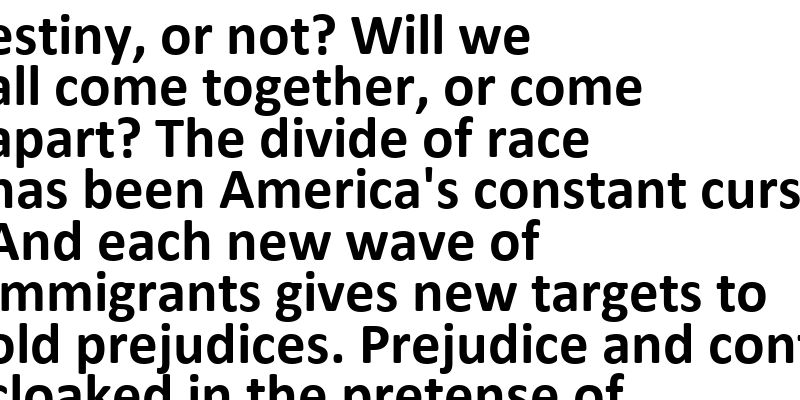 estiny, or not? Will we
all come together, or come
apart? The divide of race
has been America's constant curs
And each new wave of
immigrants gives new targets to
old prejudices. Prejudice and cont
cloaked in the pretense of